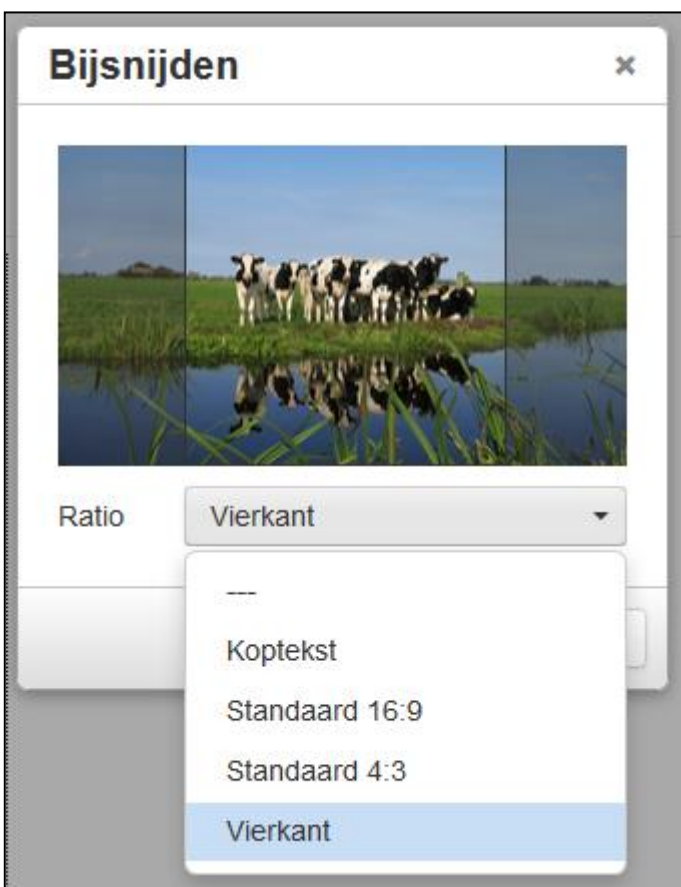 Bijsnijden ×
Ratio Vierkant
---
Koptekst
Standaard 16:9
Standaard 4:3
Vierkant